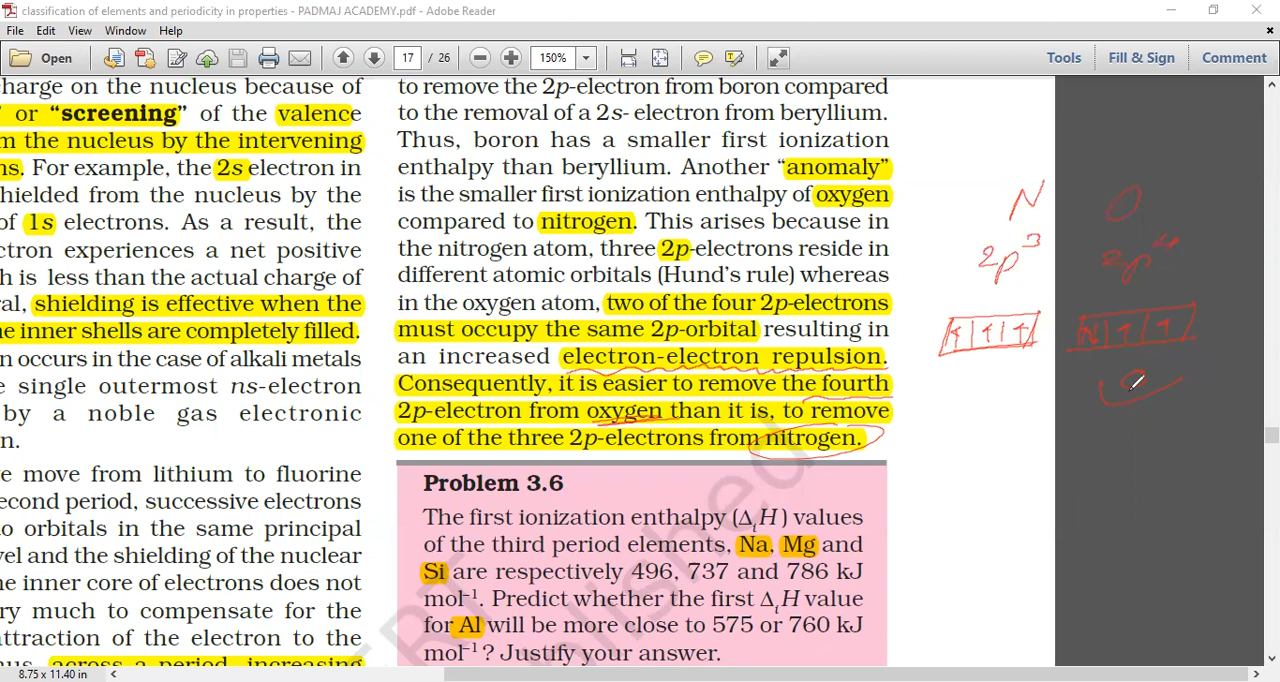 classification of elements and periodicity in properties - PADMAJ ACADEMY.pdf - Adobe Reader
File Edit View Window Help
Open 17 / 26 150% Tools Fill & Sign Comment
charge on the nucleus because of
or “screening” of the valence
m the nucleus by the intervening
ns. For example, the 2s electron in
shielded from the nucleus by the
of 1s electrons. As a result, the
ctron experiences a net positive
ch is less than the actual charge of
ral, shielding is effective when the
e inner shells are completely filled.
n occurs in the case of alkali metals
e single outermost ns-electron
by a noble gas electronic
n.
ve move from lithium to fluorine
second period, successive electrons
to orbitals in the same principal
vel and the shielding of the nuclear
he inner core of electrons does not
ry much to compensate for the
attraction of the electron to the
hus, across a period, increasing
to remove the 2p-electron from boron compared
to the removal of a 2s- electron from beryllium.
Thus, boron has a smaller first ionization
enthalpy than beryllium. Another “anomaly”
is the smaller first ionization enthalpy of oxygen
compared to nitrogen. This arises because in
the nitrogen atom, three 2p-electrons reside in
different atomic orbitals (Hund’s rule) whereas
in the oxygen atom, two of the four 2p-electrons
must occupy the same 2p-orbital resulting in
an increased electron-electron repulsion.
Consequently, it is easier to remove the fourth
2p-electron from oxygen than it is, to remove
one of the three 2p-electrons from nitrogen.
Problem 3.6
The first ionization enthalpy (ΔᵢH) values
of the third period elements, Na, Mg and
Si are respectively 496, 737 and 786 kJ
mol⁻¹. Predict whether the first ΔᵢH value
for Al will be more close to 575 or 760 kJ
mol⁻¹? Justify your answer.
N O
2p³ 2p⁴
8.75 x 11.40 in